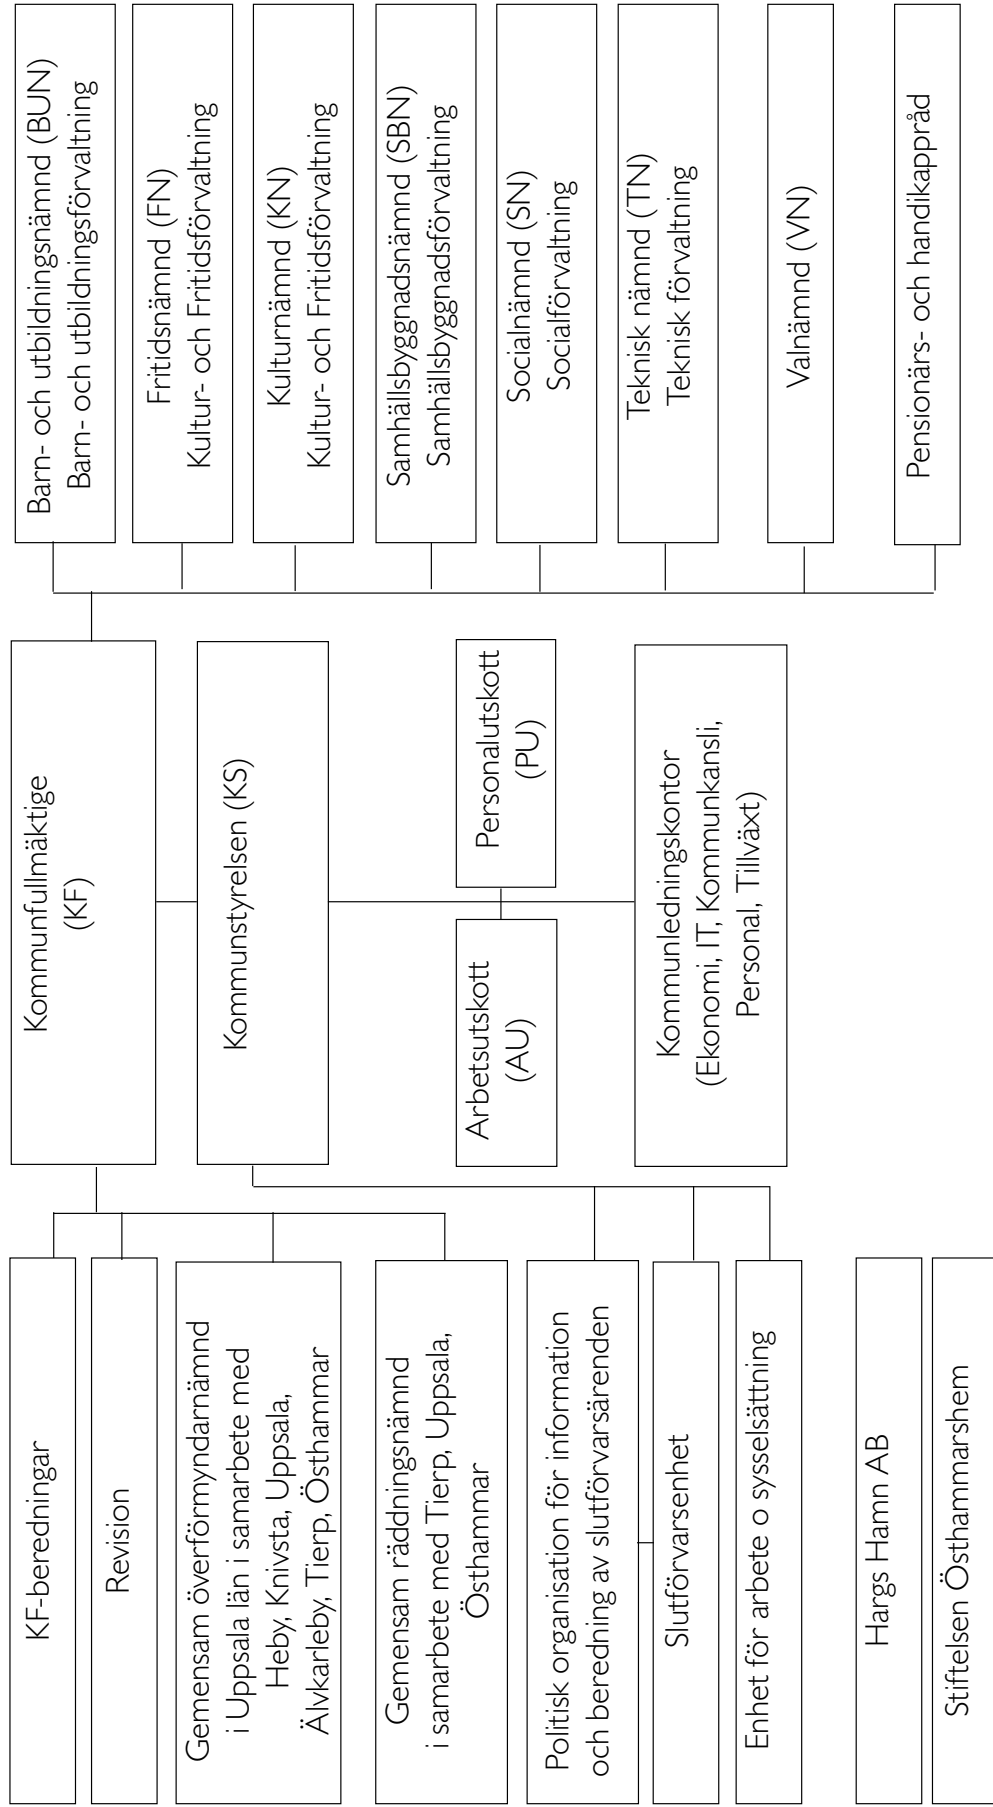 KF-beredningar
Revision
Gemensam överförmyndarnämnd
i Uppsala län i samarbete med
Heby, Knivsta, Uppsala,
Älvkarleby, Tierp, Östhammar
Gemensam räddningsnämnd
i samarbete med Tierp, Uppsala,
Östhammar
Politisk organisation för information
och beredning av slutförvarsärenden
Slutförvarsenhet
Enhet för arbete o sysselsättning
Hargs Hamn AB
Stiftelsen Östhammarshem
Kommunfullmäktige
(KF)
Kommunstyrelsen (KS)
Arbetsutskott
(AU)
Personalutskott
(PU)
Kommunledningskontor
(Ekonomi, IT, Kommunkansli,
Personal, Tillväxt)
Barn- och utbildningsnämnd (BUN)
Barn- och utbildningsförvaltning
Fritidsnämnd (FN)
Kultur- och Fritidsförvaltning
Kulturnämnd (KN)
Kultur- och Fritidsförvaltning
Samhällsbyggnadsnämnd (SBN)
Samhällsbyggnadsförvaltning
Socialnämnd (SN)
Socialförvaltning
Teknisk nämnd (TN)
Teknisk förvaltning
Valnämnd (VN)
Pensionärs- och handikappråd